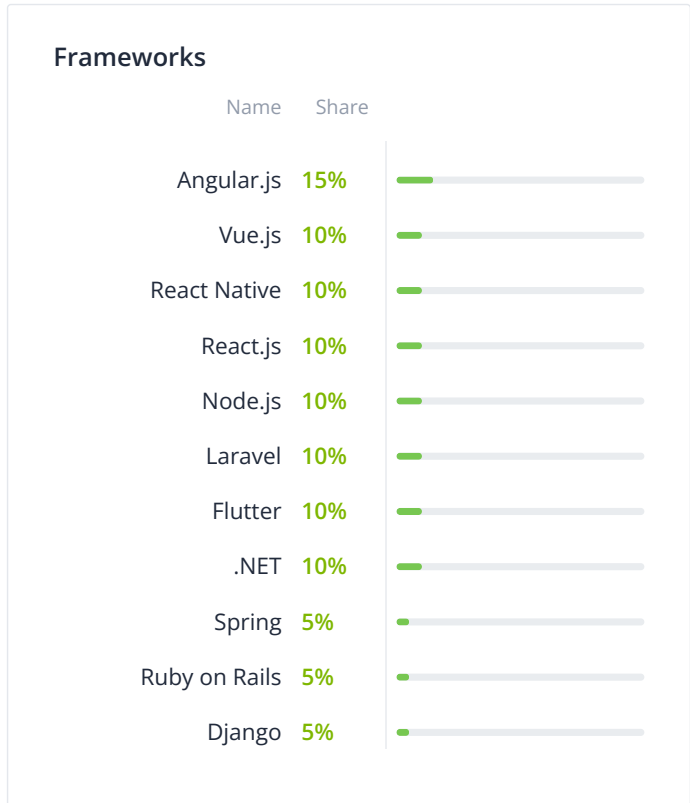 Frameworks
Name Share
Angular.js 15%
Vue.js 10%
React Native 10%
React.js 10%
Node.js 10%
Laravel 10%
Flutter 10%
.NET 10%
Spring 5%
Ruby on Rails 5%
Django 5%